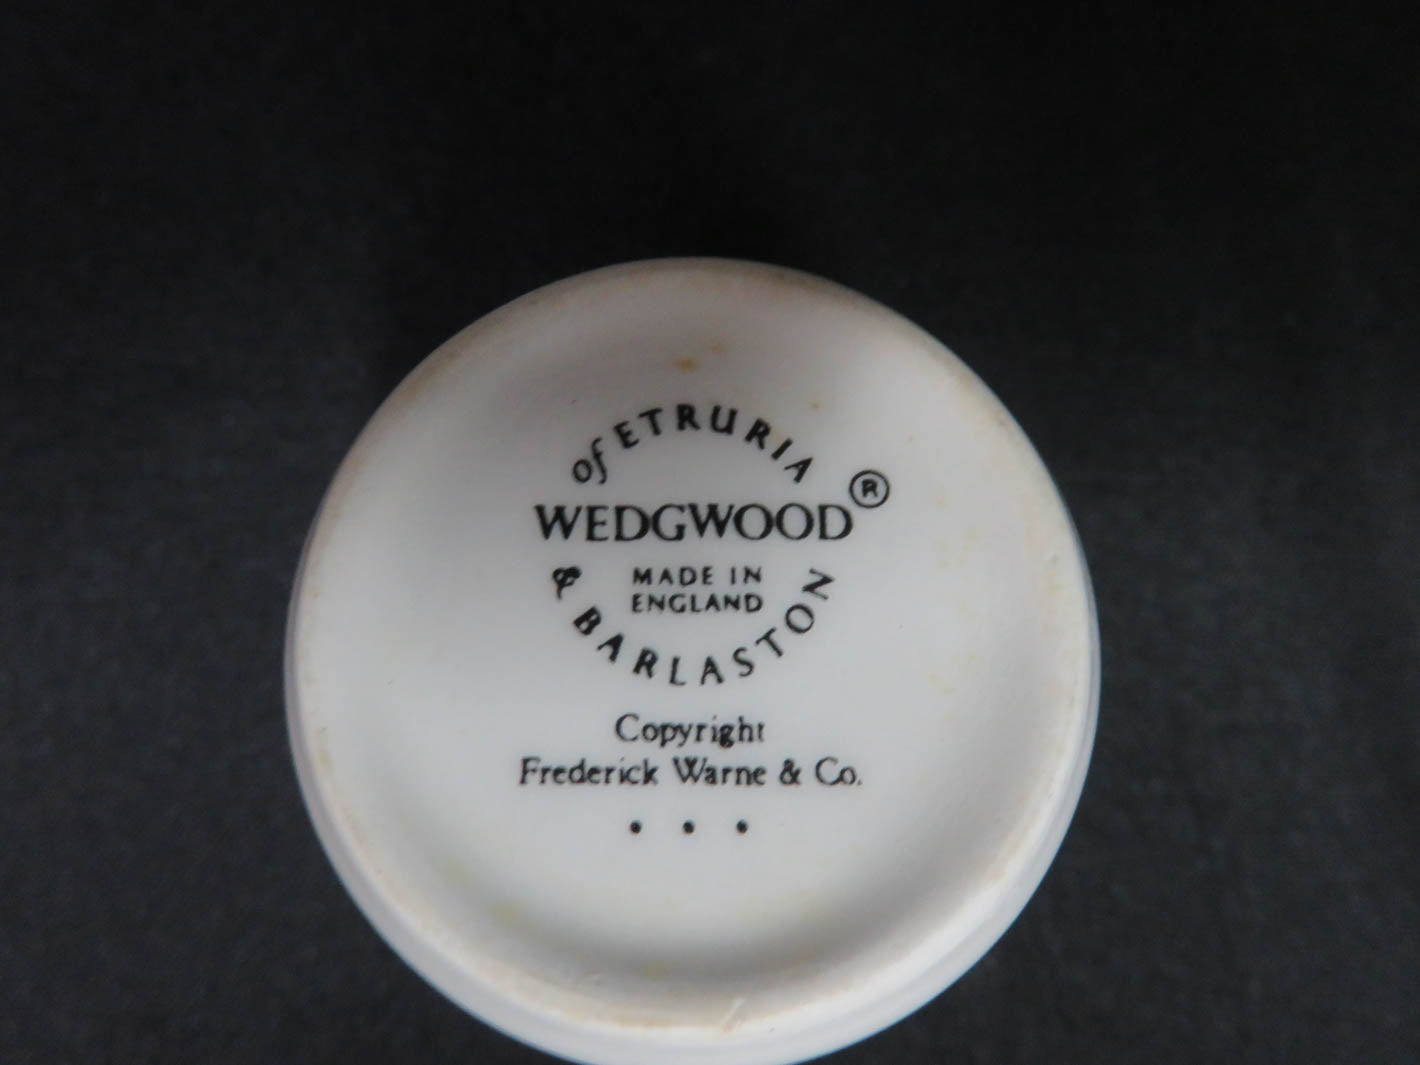 of ETRURIA
WEDGWOOD®
MADE IN
ENGLAND
& BARLASTON
Copyright
Frederick Warne & Co.
• • •